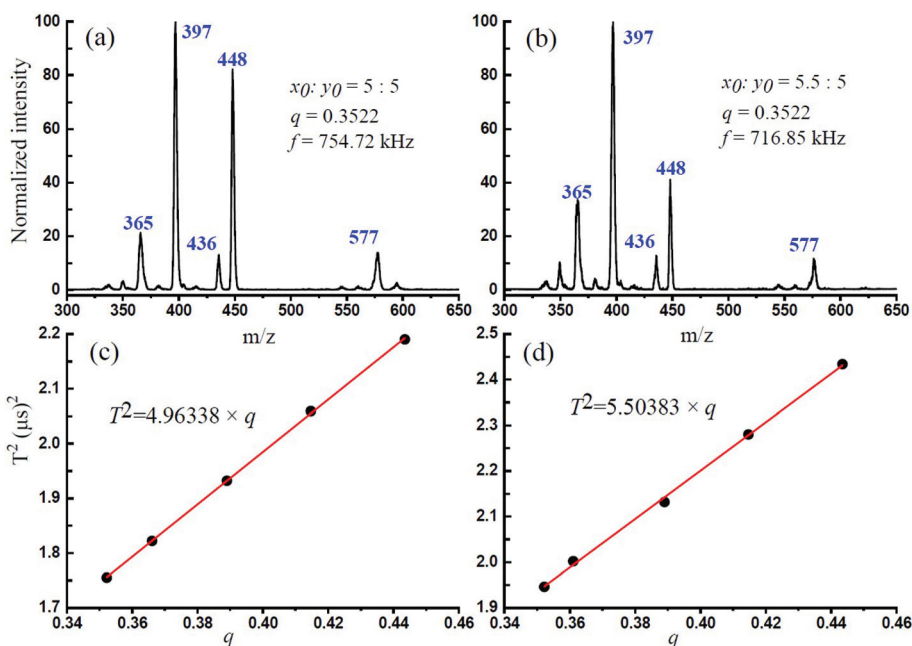 (a)
397
448
x0: y0 = 5 : 5
q = 0.3522
f = 754.72 kHz
365
436
577
Normalized intensity
100
80
60
40
20
0
300 350 400 450 500 550 600 650
m/z
(b)
397
448
x0: y0 = 5.5 : 5
q = 0.3522
f = 716.85 kHz
365
436
577
100
80
60
40
20
0
300 350 400 450 500 550 600 650
m/z
(c)
T²=4.96338 × q
T² (μs)²
2.2
2.1
2.0
1.9
1.8
1.7
0.34 0.36 0.38 0.40 0.42 0.44 0.46
q
(d)
T²=5.50383 × q
2.5
2.4
2.3
2.2
2.1
2.0
1.9
0.34 0.36 0.38 0.40 0.42 0.44 0.46
q